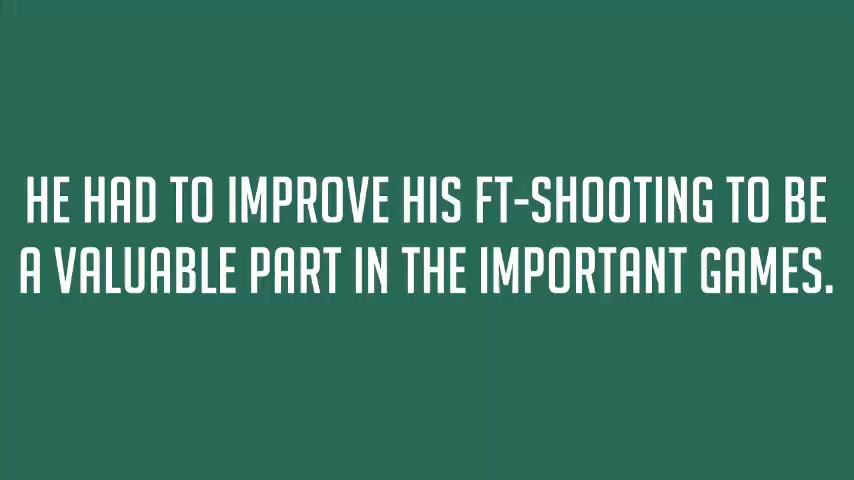 HE HAD TO IMPROVE HIS FT-SHOOTING TO BE
A VALUABLE PART IN THE IMPORTANT GAMES.